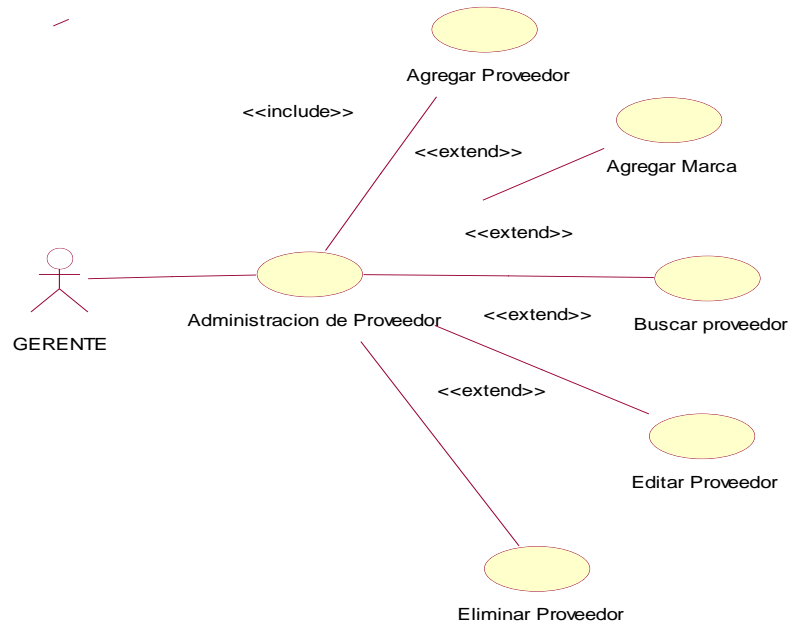 Agregar Proveedor
<<include>>
<<extend>>
Agregar Marca
<<extend>>
GERENTE
Administracion de Proveedor
<<extend>>
Buscar proveedor
<<extend>>
Editar Proveedor
Eliminar Proveedor